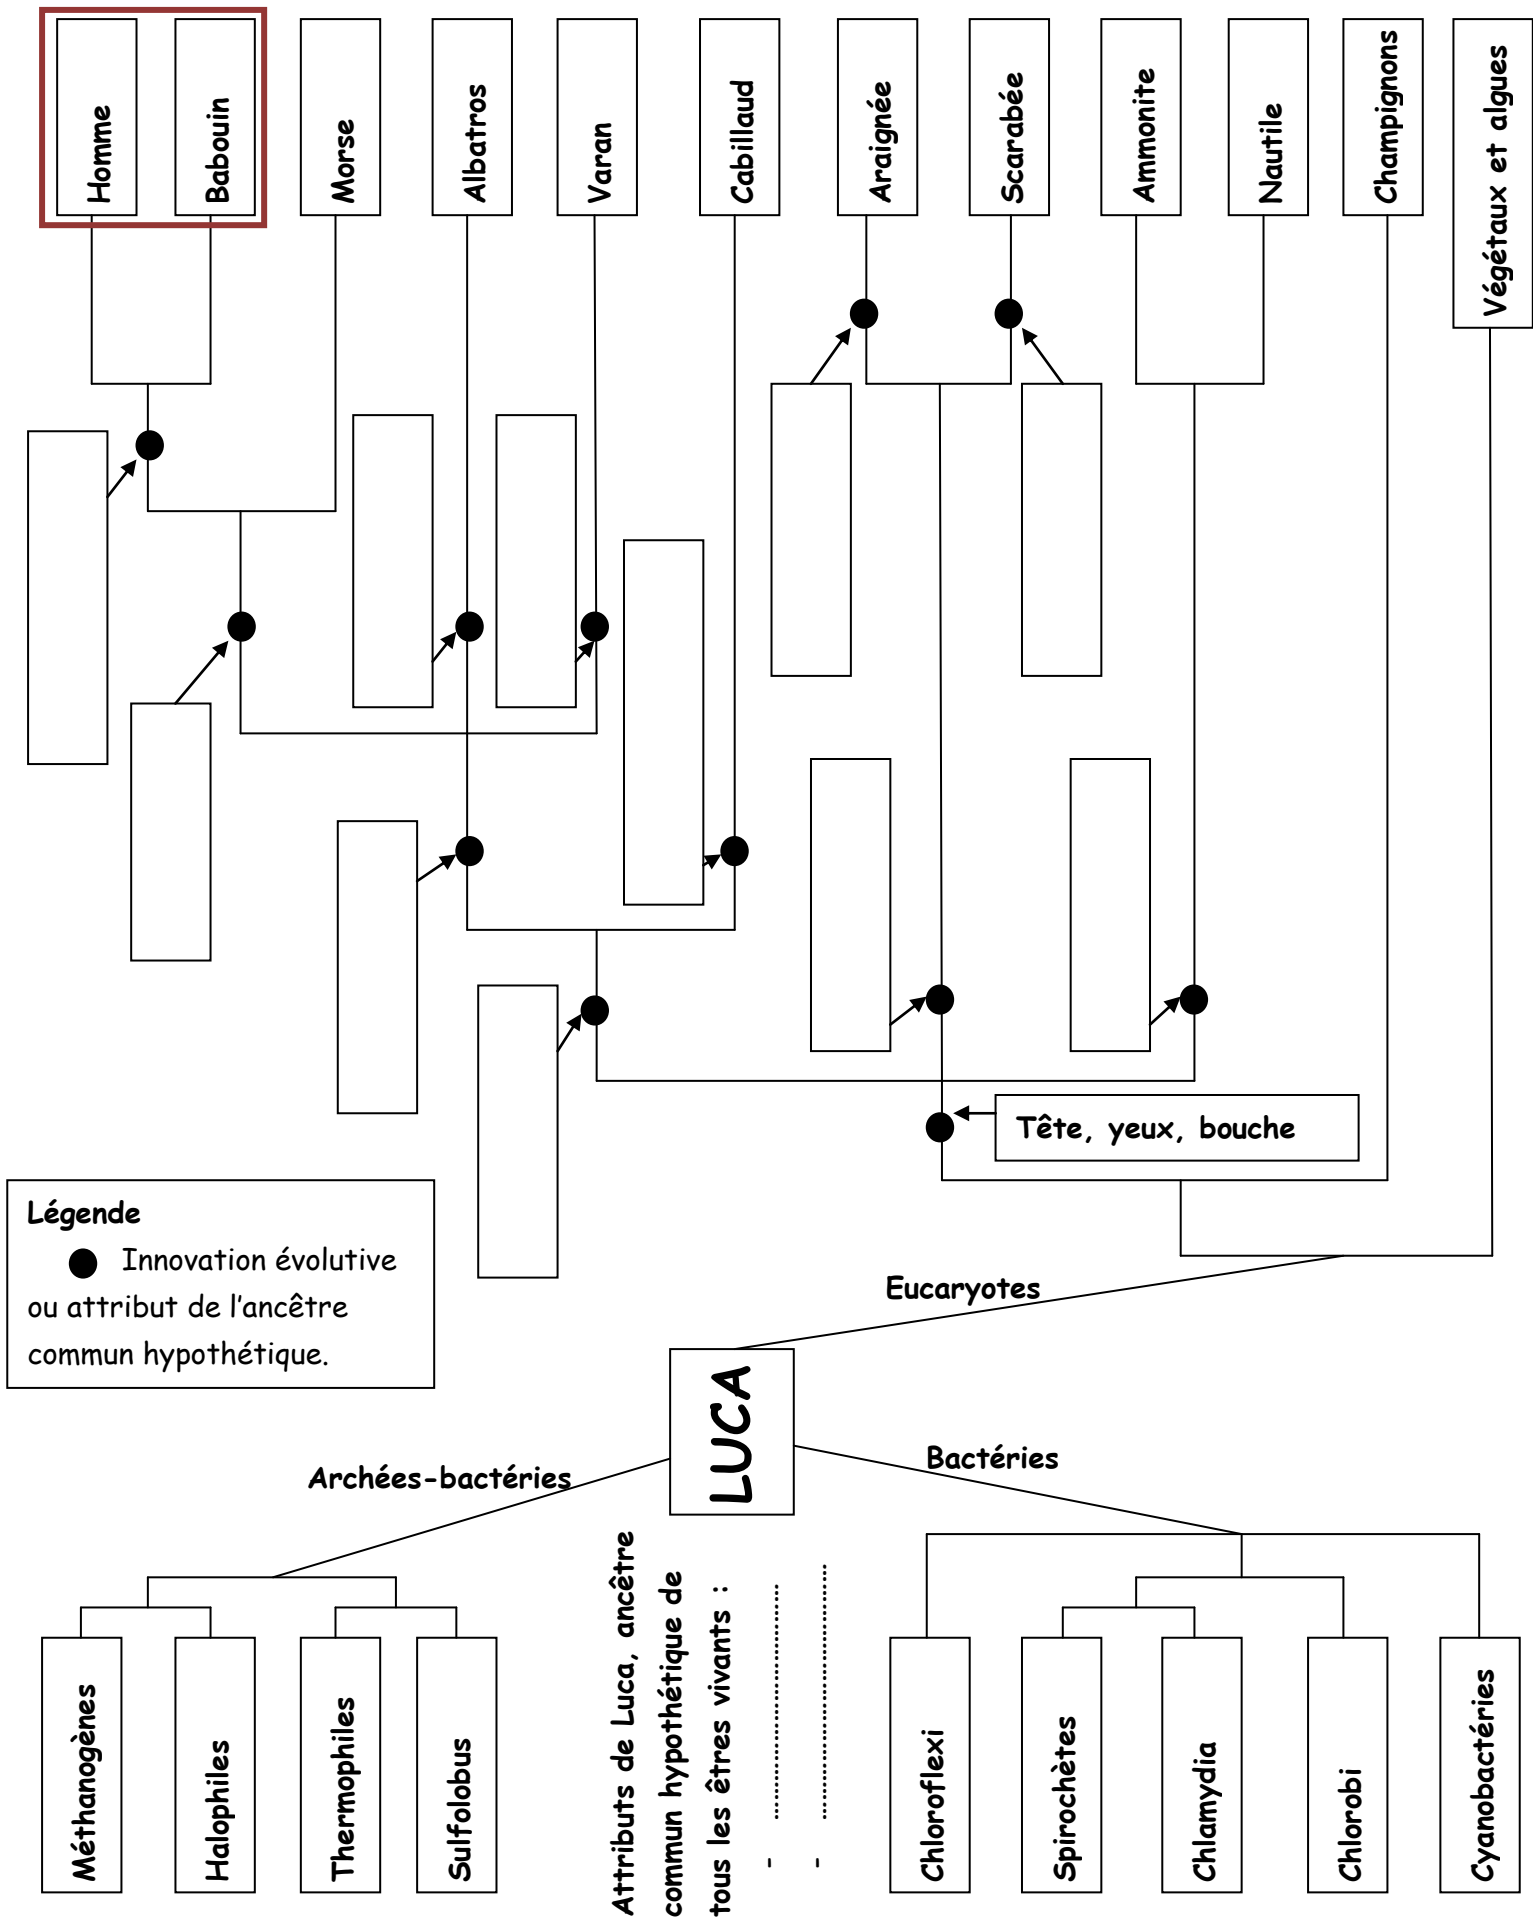 Homme
Babouin
Morse
Albatros
Varan
Cabillaud
Araignée
Scarabée
Ammonite
Nautile
Champignons
Végétaux et algues
Tête, yeux, bouche
Légende
Innovation évolutive
ou attribut de l'ancêtre
commun hypothétique.
Eucaryotes
LUCA
Archées-bactéries
Bactéries
Attributs de Luca, ancêtre
commun hypothétique de
tous les êtres vivants :
- ..............................
- ................................
Méthanogènes
Halophiles
Thermophiles
Sulfolobus
Chloroflexi
Spirochètes
Chlamydia
Chlorobi
Cyanobactéries